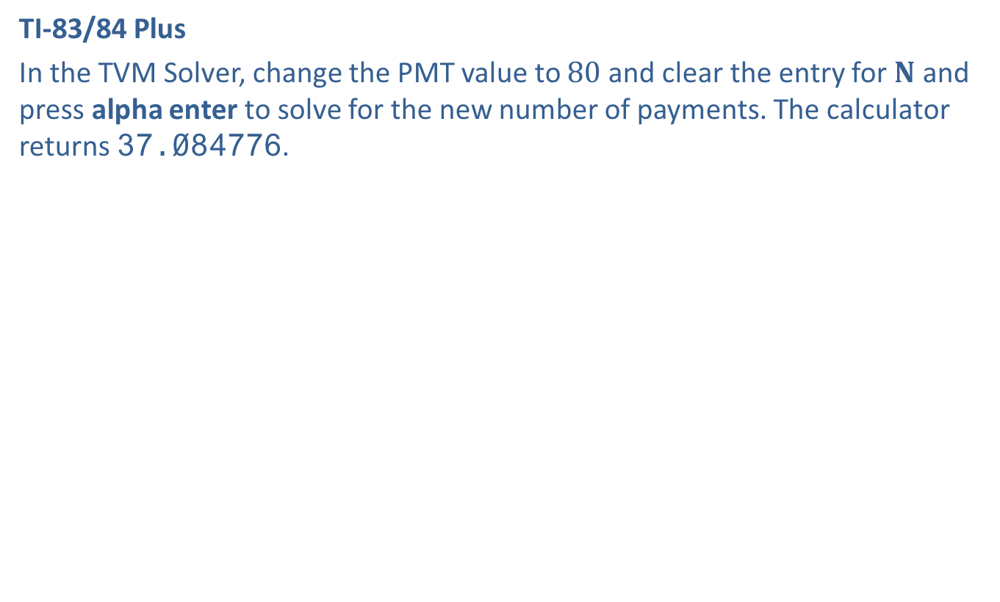 TI-83/84 Plus
In the TVM Solver, change the PMT value to 80 and clear the entry for N and
press alpha enter to solve for the new number of payments. The calculator
returns 37.Ø84776.